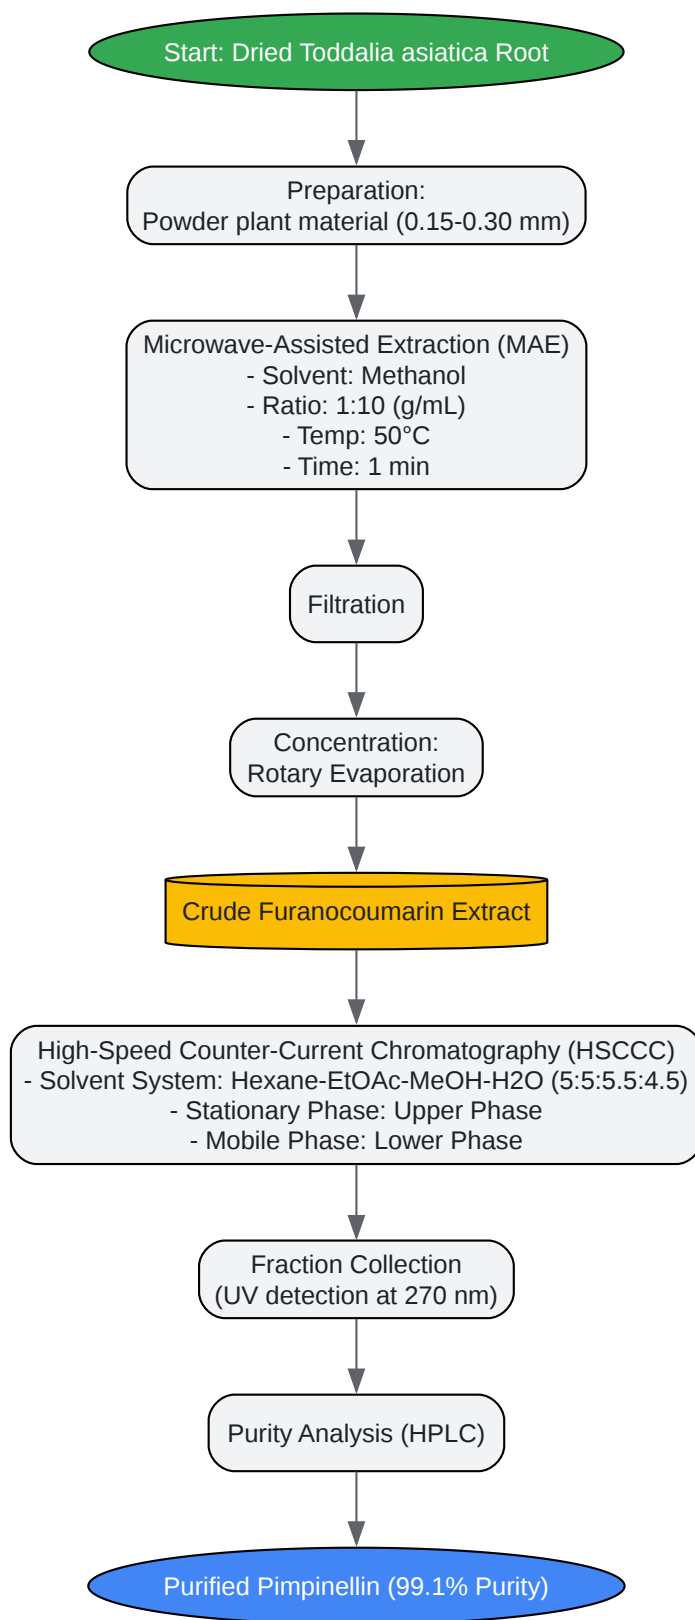 Start: Dried Toddalia asiatica Root
Preparation:
Powder plant material (0.15-0.30 mm)
Microwave-Assisted Extraction (MAE)
- Solvent: Methanol
- Ratio: 1:10 (g/mL)
- Temp: 50°C
- Time: 1 min
Filtration
Concentration:
Rotary Evaporation
Crude Furanocoumarin Extract
High-Speed Counter-Current Chromatography (HSCCC)
- Solvent System: Hexane-EtOAc-MeOH-H2O (5:5:5.5:4.5)
- Stationary Phase: Upper Phase
- Mobile Phase: Lower Phase
Fraction Collection
(UV detection at 270 nm)
Purity Analysis (HPLC)
Purified Pimpinellin (99.1% Purity)